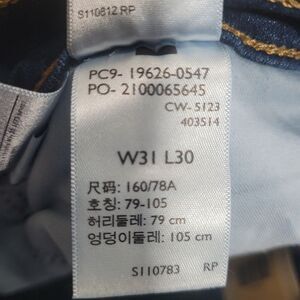 S110812 RP
PC9- 19626-0547
PO- 2100065645
CW- 5123
403514
W31 L30
尺码: 160/78A
호칭: 79-105
허리둘레: 79 cm
엉덩이둘레: 105 cm
S110783 RP